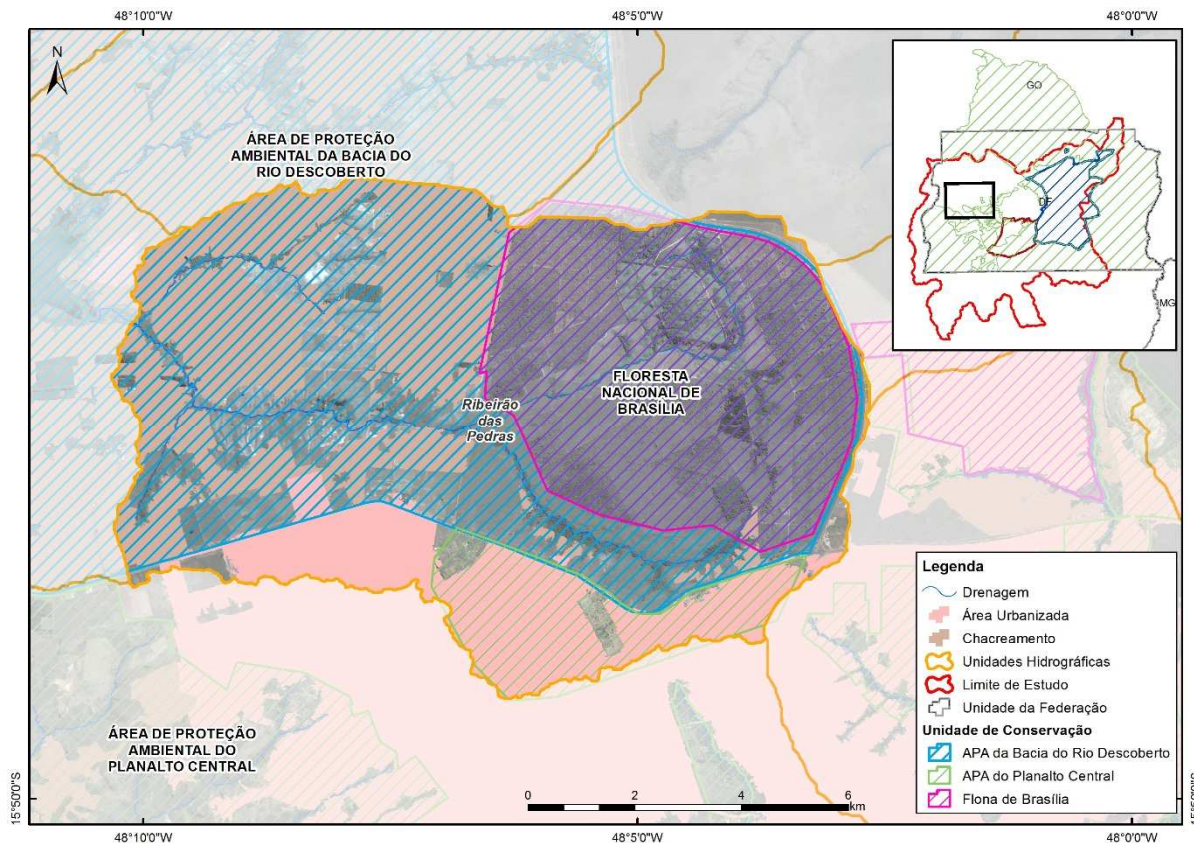 48°10'0"W
48°5'0"W
48°0'0"W
N
ÁREA DE PROTEÇÃO
AMBIENTAL DA BACIA DO
RIO DESCOBERTO
GO
DF
MG
FLORESTA
NACIONAL DE
BRASÍLIA
Ribeirão
das
Pedras
ÁREA DE PROTEÇÃO
AMBIENTAL DO
PLANALTO CENTRAL
Legenda
Drenagem
Área Urbanizada
Chacreamento
Unidades Hidrográficas
Limite de Estudo
Unidade da Federação
Unidade de Conservação
APA da Bacia do Rio Descoberto
APA do Planalto Central
Flona de Brasília
0 2 4 6
km
15°50'0"S
15°50'0"S
48°10'0"W
48°5'0"W
48°0'0"W